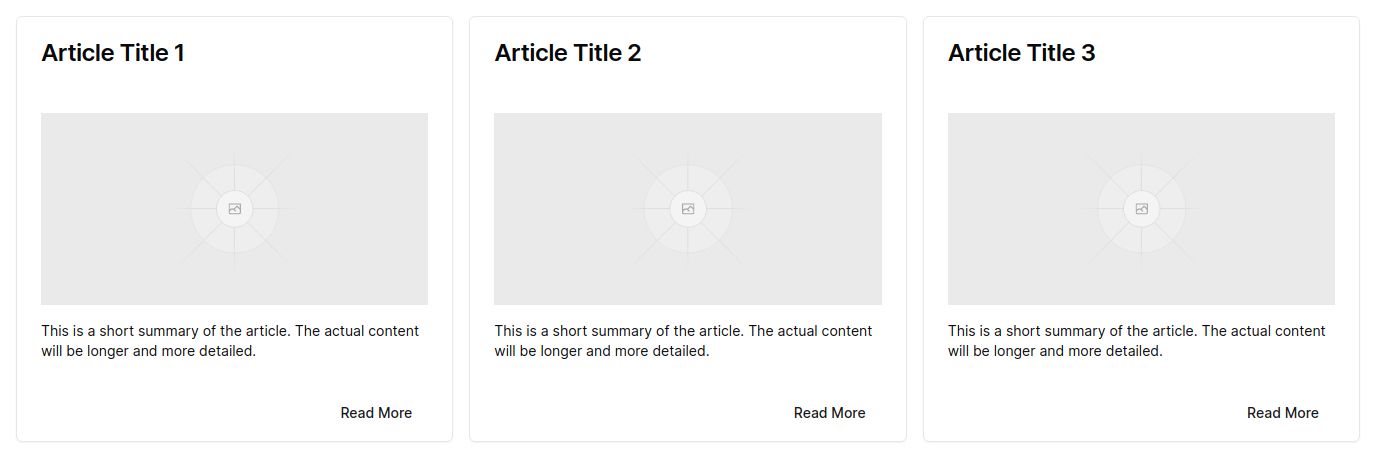 Article Title 1
This is a short summary of the article. The actual content
will be longer and more detailed.
Read More
Article Title 2
This is a short summary of the article. The actual content
will be longer and more detailed.
Read More
Article Title 3
This is a short summary of the article. The actual content
will be longer and more detailed.
Read More